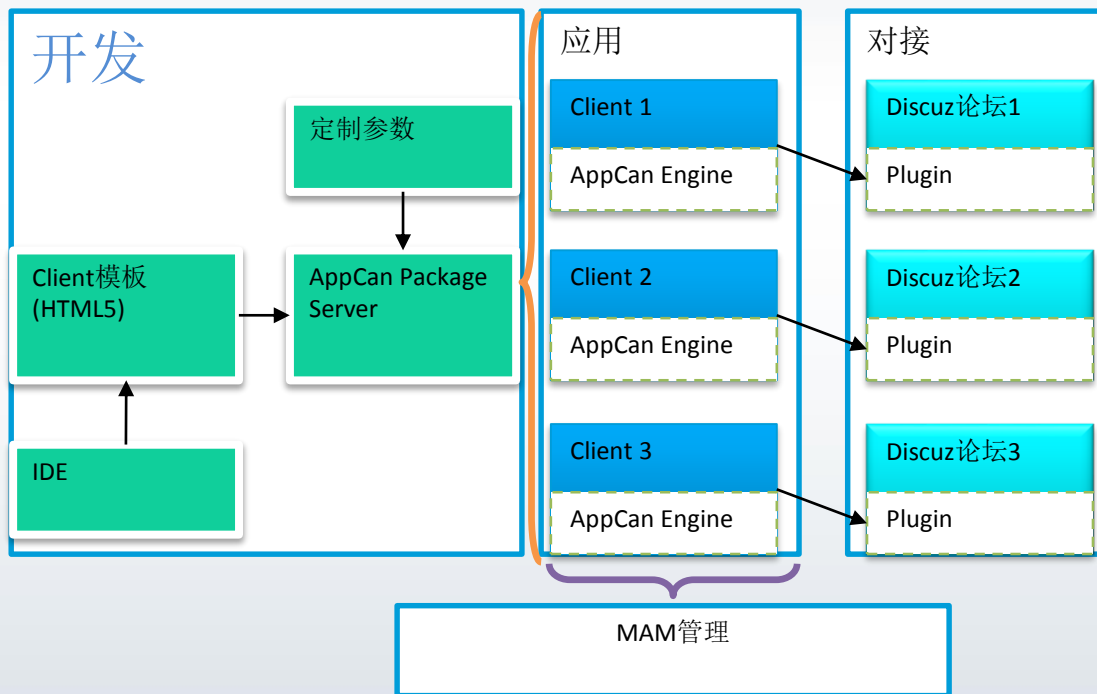 开发
定制参数
Client模板
(HTML5)
AppCan Package
Server
IDE
应用
Client 1
AppCan Engine
Client 2
AppCan Engine
Client 3
AppCan Engine
对接
Discuz论坛1
Plugin
Discuz论坛2
Plugin
Discuz论坛3
Plugin
MAM管理